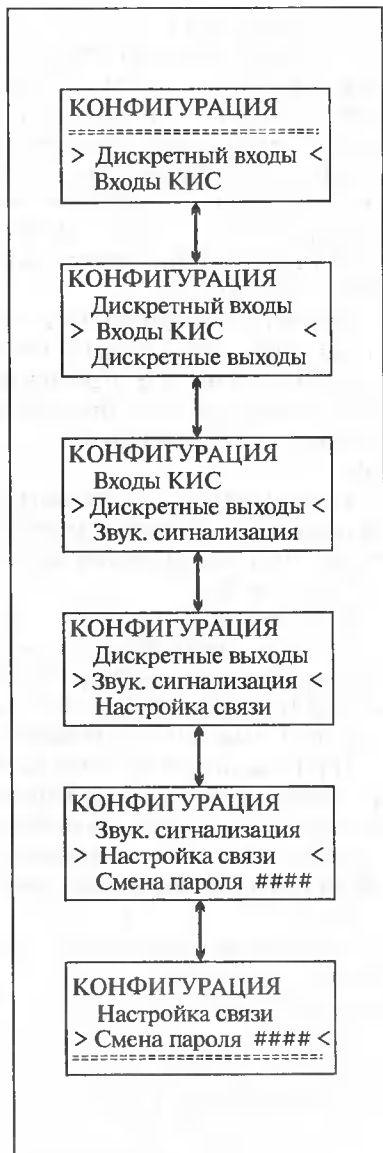 КОНФИГУРАЦИЯ
====================
> Дискретный входы <
Входы КИС
КОНФИГУРАЦИЯ
Дискретный входы
> Входы КИС <
Дискретные выходы
КОНФИГУРАЦИЯ
Входы КИС
> Дискретные выходы <
Звук. сигнализация
КОНФИГУРАЦИЯ
Дискретные выходы
> Звук. сигнализация <
Настройка связи
КОНФИГУРАЦИЯ
Звук. сигнализация
> Настройка связи <
Смена пароля ####
КОНФИГУРАЦИЯ
Настройка связи
> Смена пароля #### <
====================